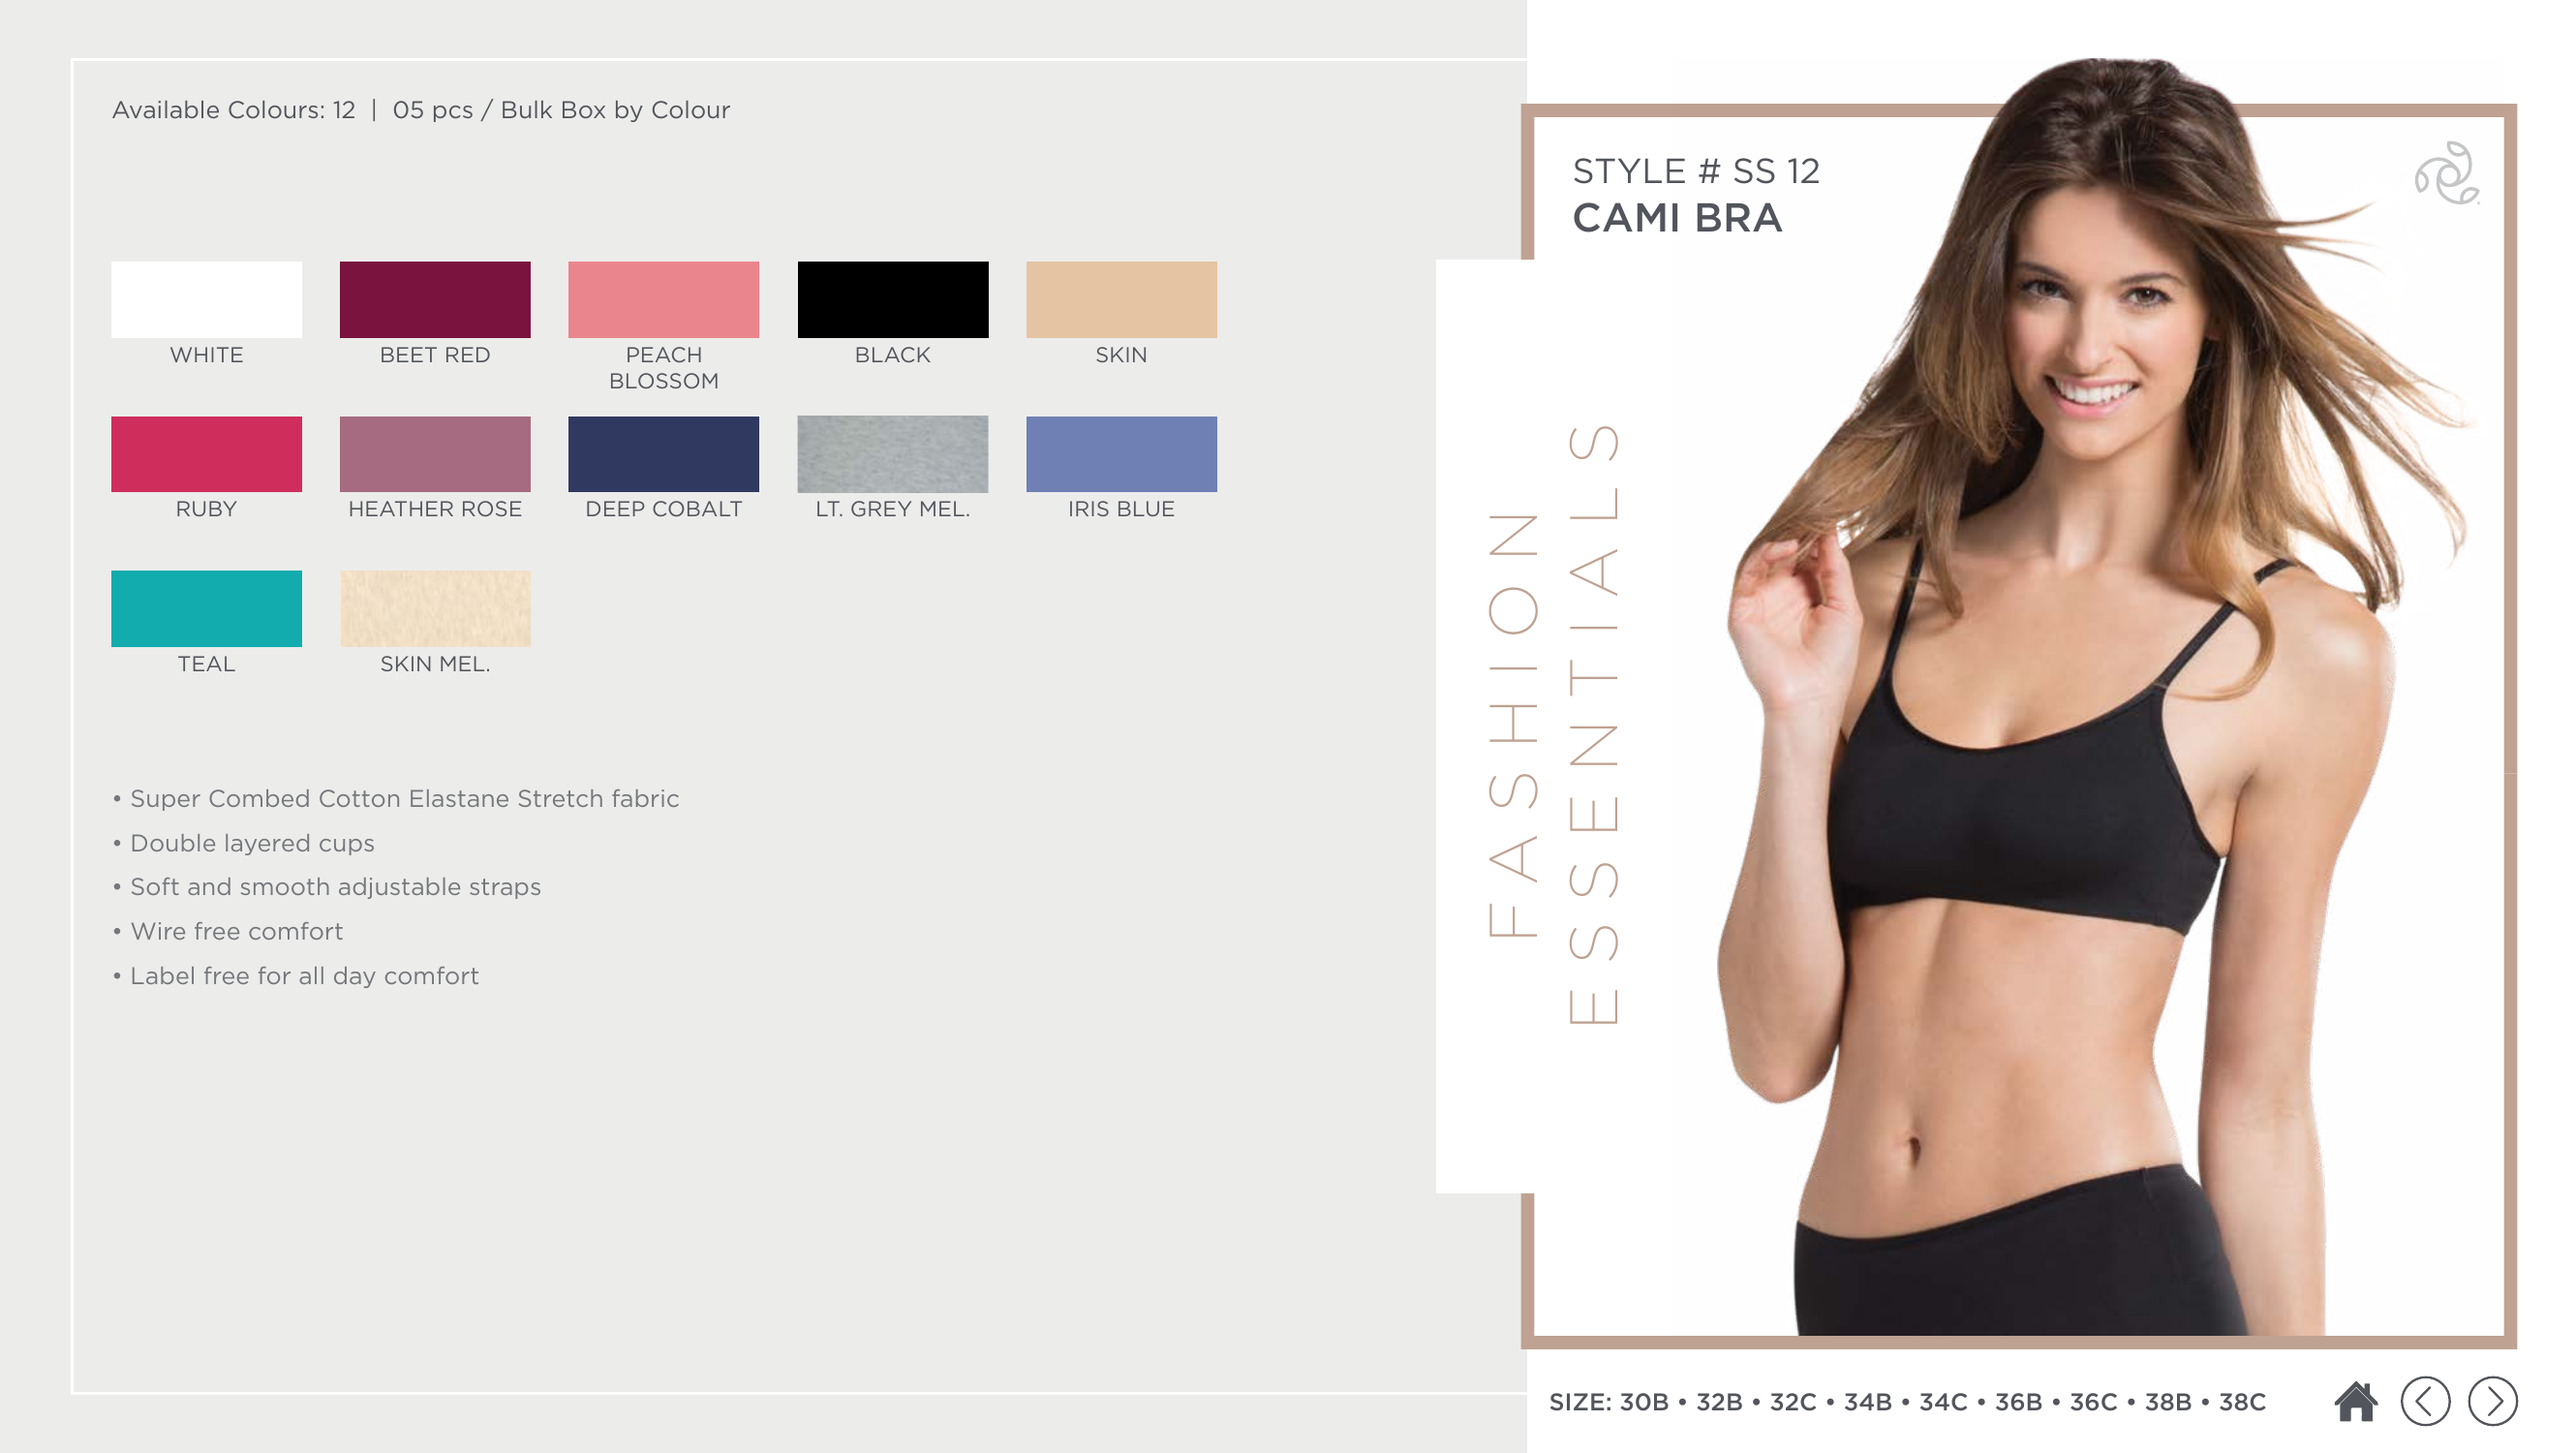 Available Colours: 12 | 05 pcs / Bulk Box by Colour
WHITE
BEET RED
PEACH
BLOSSOM
BLACK
SKIN
RUBY
HEATHER ROSE
DEEP COBALT
LT. GREY MEL.
IRIS BLUE
TEAL
SKIN MEL.
• Super Combed Cotton Elastane Stretch fabric
• Double layered cups
• Soft and smooth adjustable straps
• Wire free comfort
• Label free for all day comfort
FASHION
ESSENTIALS
STYLE # SS 12
CAMI BRA
SIZE: 30B • 32B • 32C • 34B • 34C • 36B • 36C • 38B • 38C